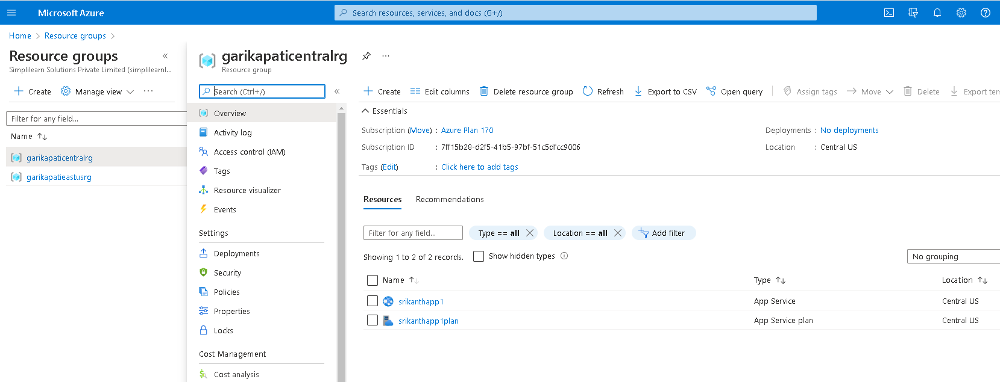 Microsoft Azure
Search resources, services, and docs (G+/)
Home > Resource groups >
Resource groups
«
Simplilearn Solutions Private Limited (simplilearnl...
Create
Manage view
...
Filter for any field...
Name
garikapaticentralrg
garikapatieastusrg
garikapaticentralrg
...
Resource group
Search (Ctrl+/)
«
Overview
Activity log
Access control (IAM)
Tags
Resource visualizer
Events
Settings
Deployments
Security
Policies
Properties
Locks
Cost Management
Cost analysis
Create
Edit columns
Delete resource group
Refresh
Export to CSV
Open query
Assign tags
Move
Delete
Export tem
Essentials
Subscription (Move) : Azure Plan 170
Subscription ID : 7ff15b28-d2f5-41b5-97bf-51c5dfcc9006
Tags (Edit) : Click here to add tags
Deployments : No deployments
Location : Central US
Resources
Recommendations
Filter for any field...
Type == all
Location == all
Add filter
Showing 1 to 2 of 2 records.
Show hidden types
No grouping
Name
Type
Location
srikanthapp1
App Service
Central US
srikanthapp1plan
App Service plan
Central US